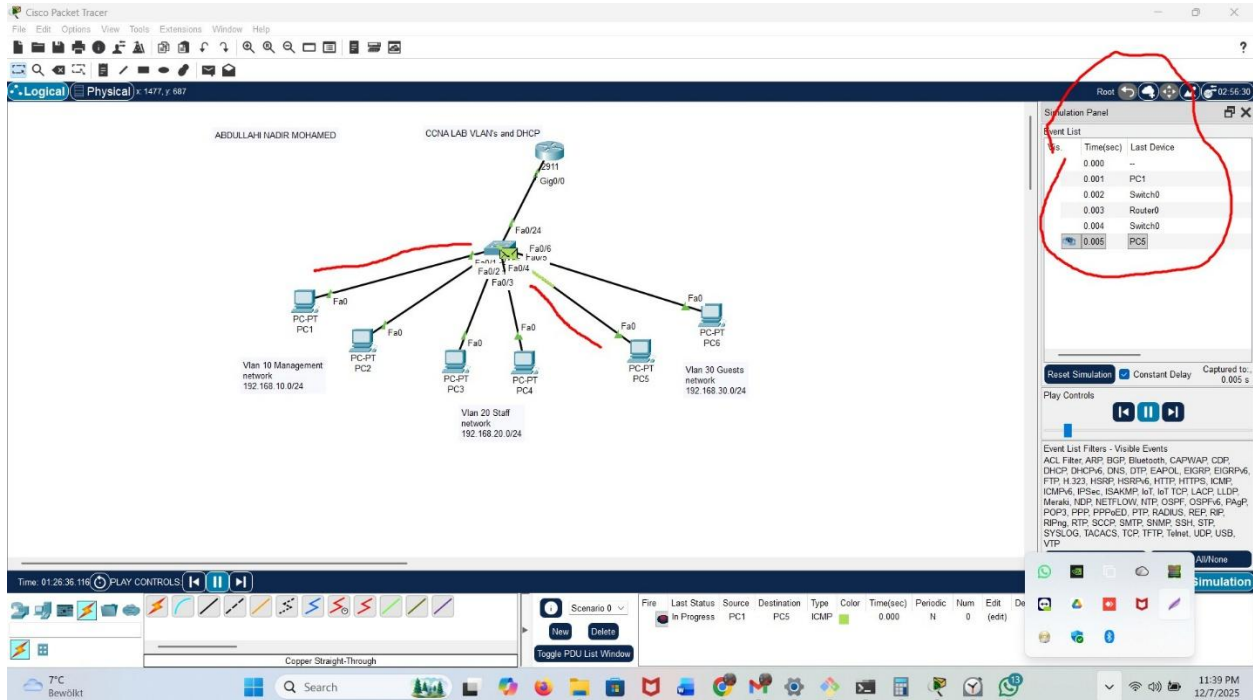 Cisco Packet Tracer
File Edit Options View Tools Extensions Window Help
?
Logical Physical x: 1477, y: 687
Root 02:56:30
ABDULLAHI NADIR MOHAMED
CCNA LAB VLAN's and DHCP
2911
Gig0/0
Fa0/24
Fa0/6
Fa0/1
Fa0/5
Fa0/2
Fa0/4
Fa0/3
Fa0
PC-PT
PC1
Fa0
PC-PT
PC2
Fa0
PC-PT
PC3
Fa0
PC-PT
PC4
Fa0
PC-PT
PC5
Fa0
PC-PT
PC6
Vlan 10 Management
network
192.168.10.0/24
Vlan 20 Staff
network
192.168.20.0/24
Vlan 30 Guests
network
192.168.30.0/24
Simulation Panel
Event List
Vis. Time(sec) Last Device
0.000 --
0.001 PC1
0.002 Switch0
0.003 Router0
0.004 Switch0
0.005 PC5
Reset Simulation Constant Delay Captured to:
0.005 s
Play Controls
Event List Filters - Visible Events
ACL Filter, ARP, BGP, Bluetooth, CAPWAP, CDP,
DHCP, DHCPv6, DNS, DTP, EAPOL, EIGRP, EIGRPv6,
FTP, H.323, HSRP, HSRPv6, HTTP, HTTPS, ICMP,
ICMPv6, IPSec, ISAKMP, IoT, IoT TCP, LACP, LLDP,
Meraki, NDP, NETFLOW, NTP, OSPF, OSPFv6, PAgP,
POP3, PPP, PPPoED, PTP, RADIUS, REP, RIP,
RIPng, RTP, SCCP, SMTP, SNMP, SSH, STP,
SYSLOG, TACACS, TCP, TFTP, Telnet, UDP, USB,
VTP
All/None
Time: 01:26:36.116 PLAY CONTROLS:
Simulation
Scenario 0
New Delete
Toggle PDU List Window
Fire Last Status Source Destination Type Color Time(sec) Periodic Num Edit De
In Progress PC1 PC5 ICMP 0.000 N 0 (edit)
Copper Straight-Through
7°C
Bewölkt
Search
13
11:39 PM
12/7/2025